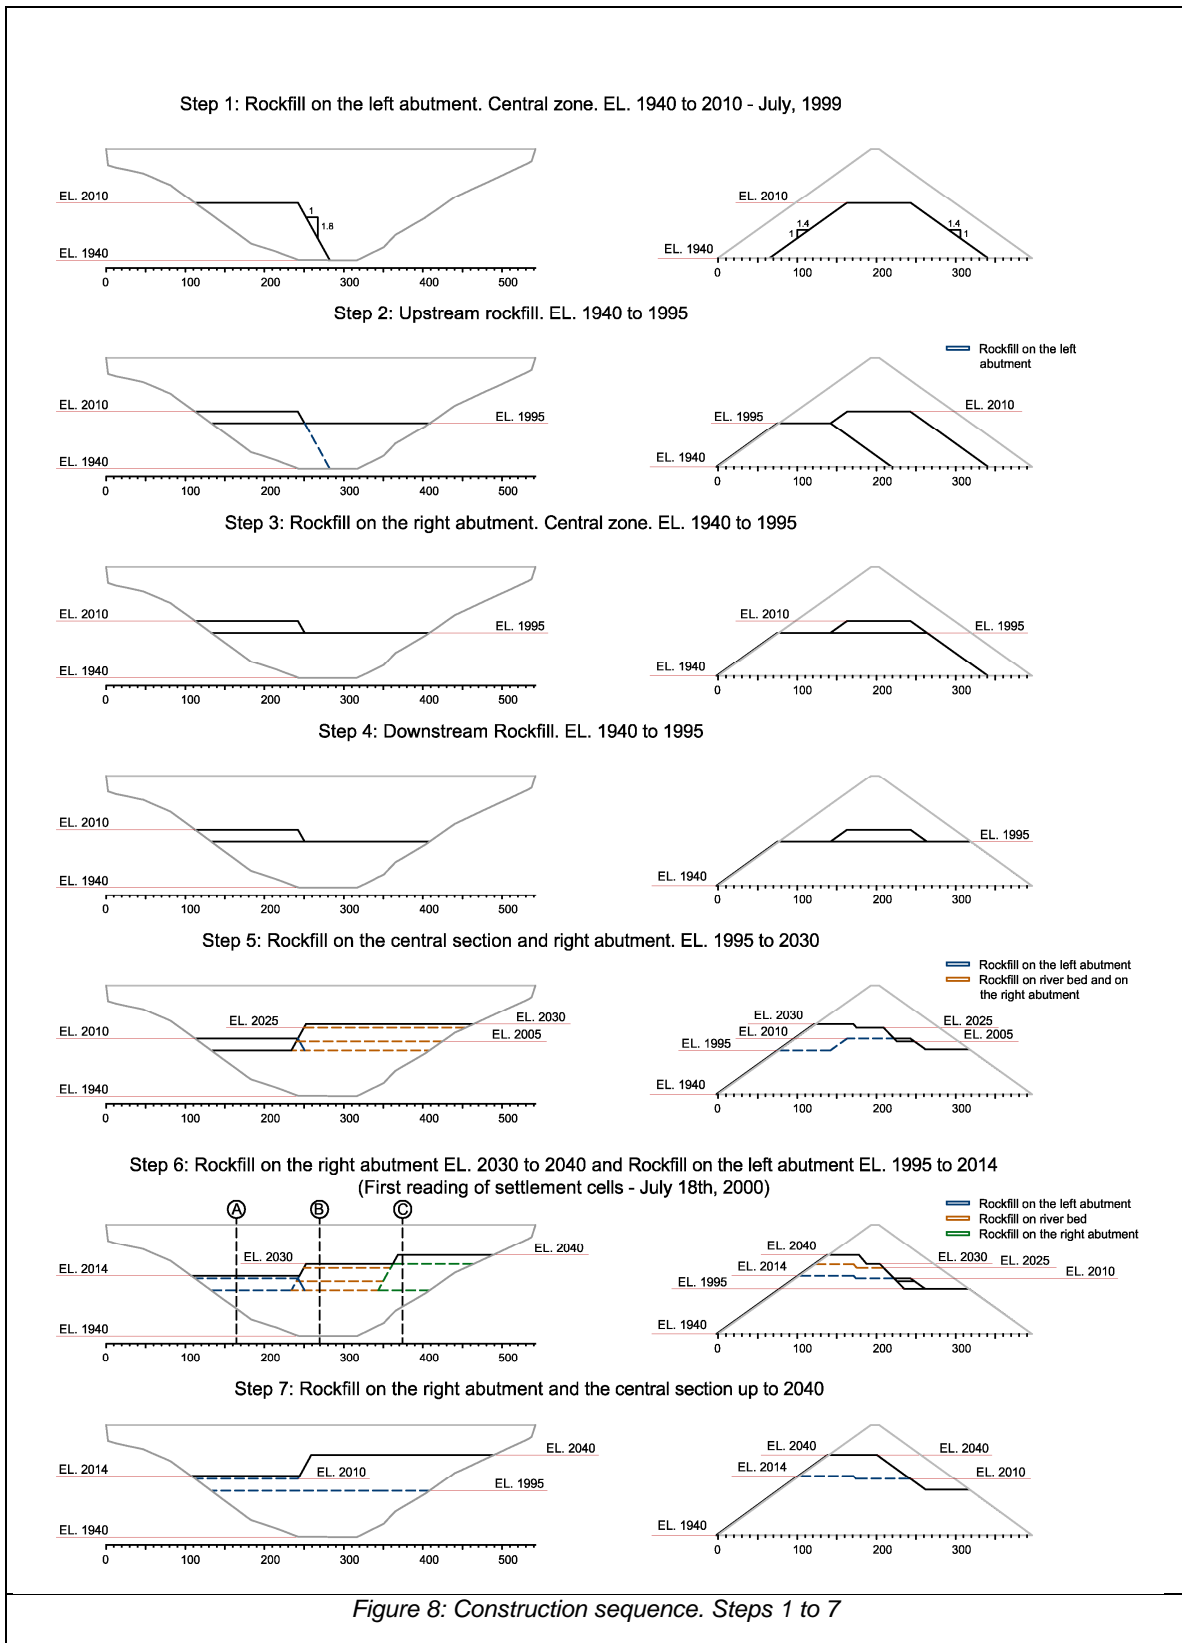 Step 1: Rockfill on the left abutment. Central zone. EL. 1940 to 2010 - July, 1999
EL. 2010
1
1.8
EL. 1940
0 100 200 300 400 500
EL. 2010
1.4
1
1.4
1
EL. 1940
0 100 200 300
Step 2: Upstream rockfill. EL. 1940 to 1995
Rockfill on the left
abutment
EL. 2010
EL. 1995
EL. 1940
0 100 200 300 400 500
EL. 1995
EL. 2010
EL. 1940
0 100 200 300
Step 3: Rockfill on the right abutment. Central zone. EL. 1940 to 1995
EL. 2010
EL. 1995
EL. 1940
0 100 200 300 400 500
EL. 2010
EL. 1995
EL. 1940
0 100 200 300
Step 4: Downstream Rockfill. EL. 1940 to 1995
EL. 2010
EL. 1940
0 100 200 300 400 500
EL. 1995
EL. 1940
0 100 200 300
Step 5: Rockfill on the central section and right abutment. EL. 1995 to 2030
Rockfill on the left abutment
Rockfill on river bed and on
the right abutment
EL. 2025
EL. 2030
EL. 2010
EL. 2005
EL. 1940
0 100 200 300 400 500
EL. 2030
EL. 2025
EL. 2010
EL. 2005
EL. 1995
EL. 1940
0 100 200 300
Step 6: Rockfill on the right abutment EL. 2030 to 2040 and Rockfill on the left abutment EL. 1995 to 2014
(First reading of settlement cells - July 18th, 2000)
Rockfill on the left abutment
Rockfill on river bed
Rockfill on the right abutment
A B C
EL. 2030
EL. 2040
EL. 2014
EL. 1940
0 100 200 300 400 500
EL. 2040
EL. 2030
EL. 2025
EL. 2014
EL. 2010
EL. 1995
EL. 1940
0 100 200 300
Step 7: Rockfill on the right abutment and the central section up to 2040
EL. 2040
EL. 2014
EL. 2010
EL. 1995
EL. 1940
0 100 200 300 400 500
EL. 2040
EL. 2040
EL. 2014
EL. 2010
EL. 1940
0 100 200 300
Figure 8: Construction sequence. Steps 1 to 7